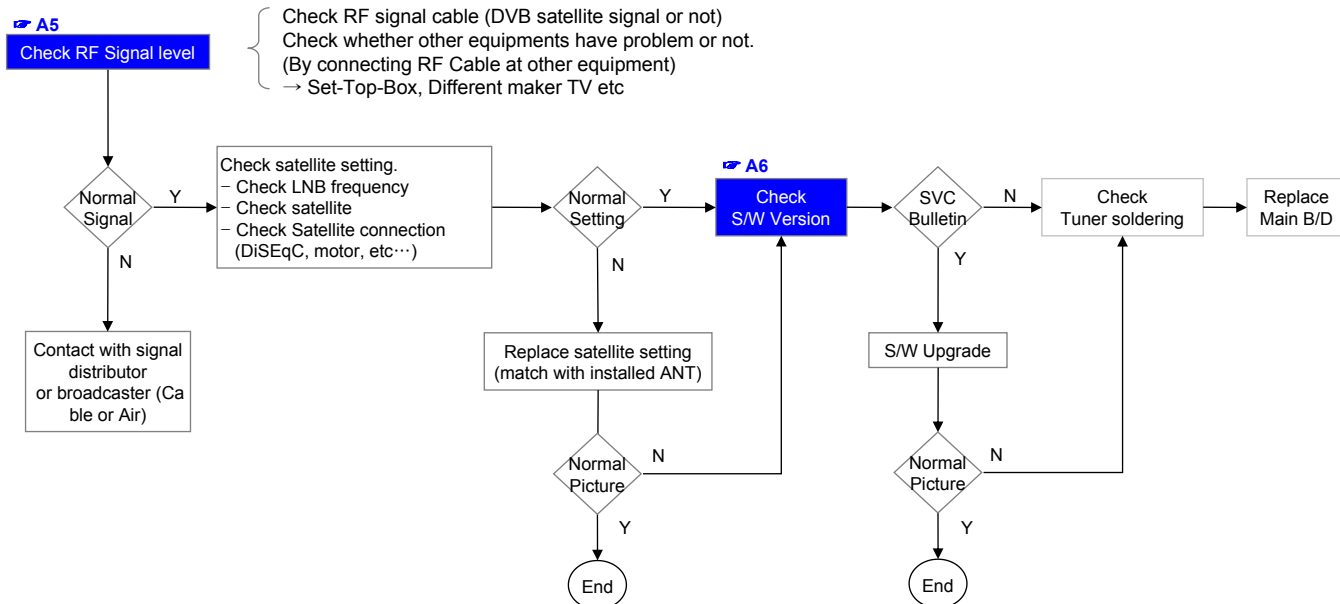 ☞ A5
Check RF Signal level
Check RF signal cable (DVB satellite signal or not)
Check whether other equipments have problem or not.
(By connecting RF Cable at other equipment)
→ Set-Top-Box, Different maker TV etc
Normal
Signal
Y
N
Contact with signal
distributor
or broadcaster (Ca
ble or Air)
Check satellite setting.
− Check LNB frequency
− Check satellite
− Check Satellite connection
(DiSEqC, motor, etc⋯)
Normal
Setting
Y
N
Replace satellite setting
(match with installed ANT)
Normal
Picture
N
Y
End
☞ A6
Check
S/W Version
SVC
Bulletin
N
Y
S/W Upgrade
Normal
Picture
N
Y
End
Check
Tuner soldering
Replace
Main B/D